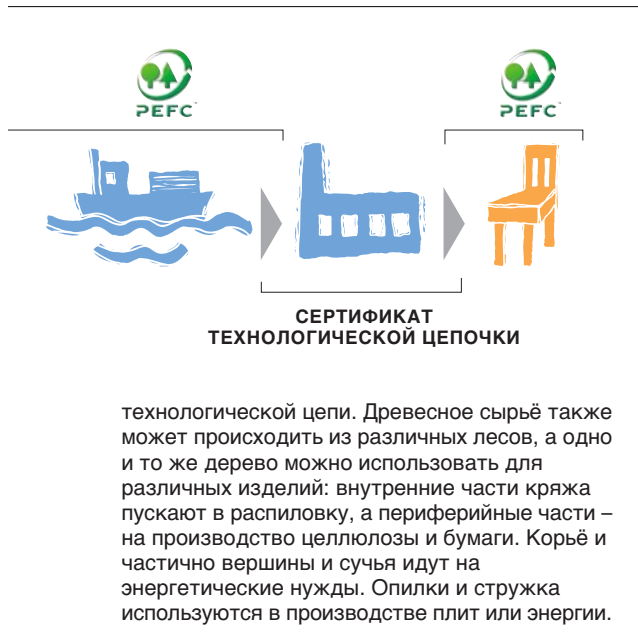 PEFC
PEFC
СЕРТИФИКАТ
ТЕХНОЛОГИЧЕСКОЙ ЦЕПОЧКИ
технологической цепи. Древесное сырьё также
может происходить из различных лесов, а одно
и то же дерево можно использовать для
различных изделий: внутренние части кряжа
пускают в распиловку, а периферийные части –
на производство целлюлозы и бумаги. Корьё и
частично вершины и сучья идут на
энергетические нужды. Опилки и стружка
используются в производстве плит или энергии.